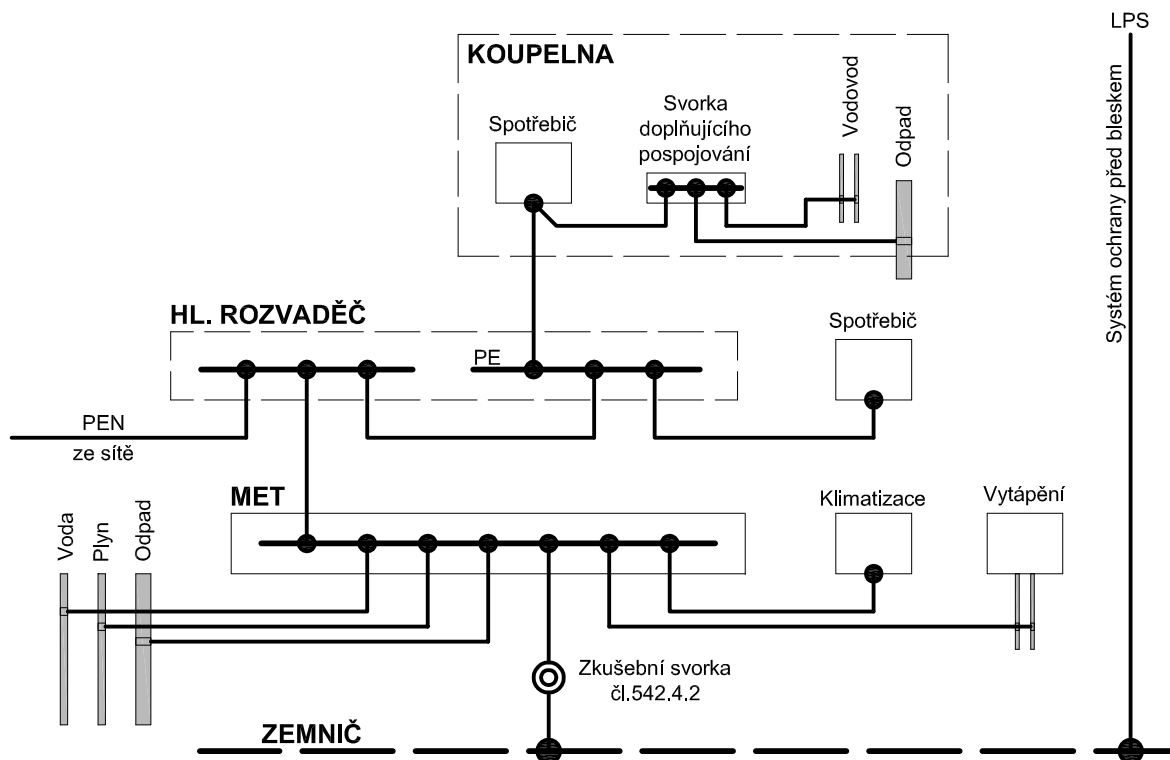 LPS
KOUPELNA
Spotřebič
Svorka
doplňujícího
pospojování
Vodovod
Odpad
Systém ochrany před bleskem
HL. ROZVADĚČ
PE
Spotřebič
PEN
ze sítě
MET
Klimatizace
Vytápění
Voda
Plyn
Odpad
Zkušební svorka
čl.542.4.2
ZEMNIČ